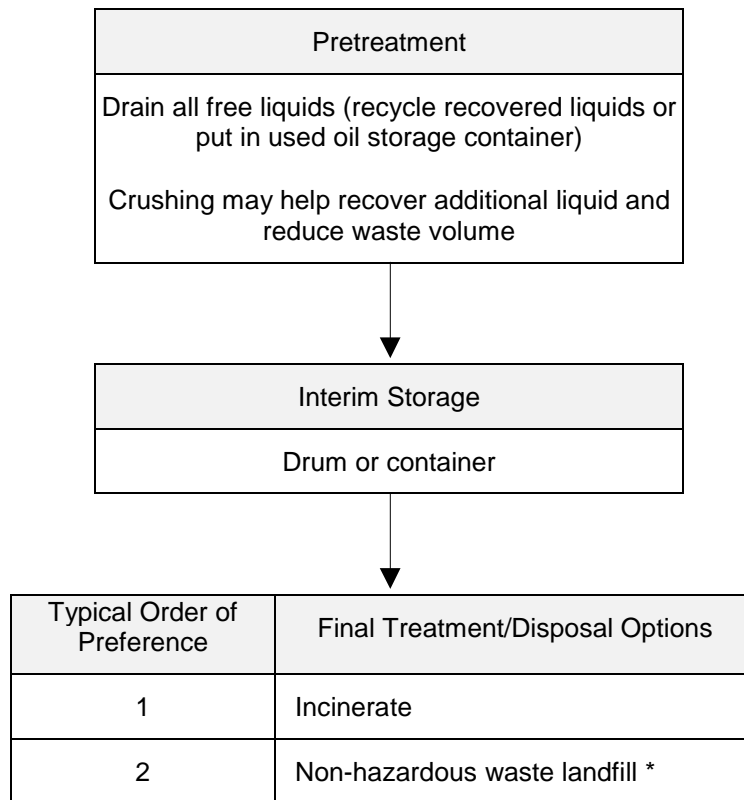 Pretreatment
Drain all free liquids (recycle recovered liquids or
put in used oil storage container)
Crushing may help recover additional liquid and
reduce waste volume
Interim Storage
Drum or container
Typical Order of
Preference
Final Treatment/Disposal Options
1
Incinerate
2
Non-hazardous waste landfill *